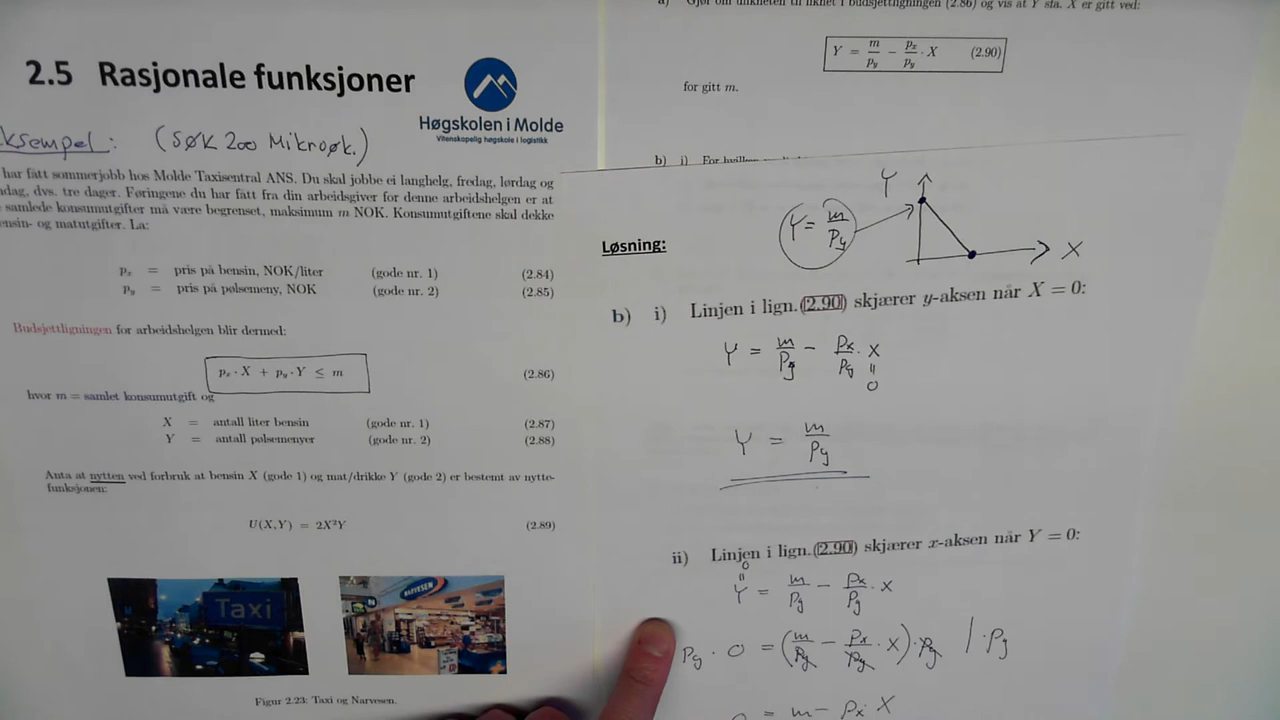 2.5 Rasjonale funksjoner
Høgskolen i Molde
Vitenskapelig høgskole i logistikk
ksempel: (SØK 200 Mikroøk.)
har fått sommerjobb hos Molde Taxisentral ANS. Du skal jobbe ei langhelg, fredag, lørdag og
ndag, dvs. tre dager. Føringene du har fått fra din arbeidsgiver for denne arbeidshelgen er at
samlede konsumutgifter må være begrenset, maksimum m NOK. Konsumutgiftene skal dekke
ensin- og matutgifter. La:
pₓ = pris på bensin, NOK/liter (gode nr. 1) (2.84)
p_y = pris på pølsemeny, NOK (gode nr. 2) (2.85)
Budsjettligningen for arbeidshelgen blir dermed:
pₓ · X + p_y · Y ≤ m (2.86)
hvor m = samlet konsumutgift og
X = antall liter bensin (gode nr. 1) (2.87)
Y = antall pølsemenyer (gode nr. 2) (2.88)
Anta at nytten ved forbruk at bensin X (gode 1) og mat/drikke Y (gode 2) er bestemt av nytte-
funksjonen:
U(X,Y) = 2X²Y (2.89)
Taxi
NARVESEN
Figur 2.23: Taxi og Narvesen.
a) Gjør om ulikheten til likhet i budsjettligningen (2.86) og vis at Y sfa. X er gitt ved:
Y = m/p_y − pₓ/p_y · X (2.90)
for gitt m.
b) i) For
Y
Y = m/p_y
X
Løsning:
b) i) Linjen i lign.(2.90) skjærer y-aksen når X = 0:
Y = m/p_y − pₓ/p_y · X
=
0
Y = m/p_y
ii) Linjen i lign.(2.90) skjærer x-aksen når Y = 0:
0
=
Y = m/p_y − pₓ/p_y · X
p_y · 0 = (m/p_y − pₓ/p_y · X) · p_y | · p_y
0 = m − pₓ X